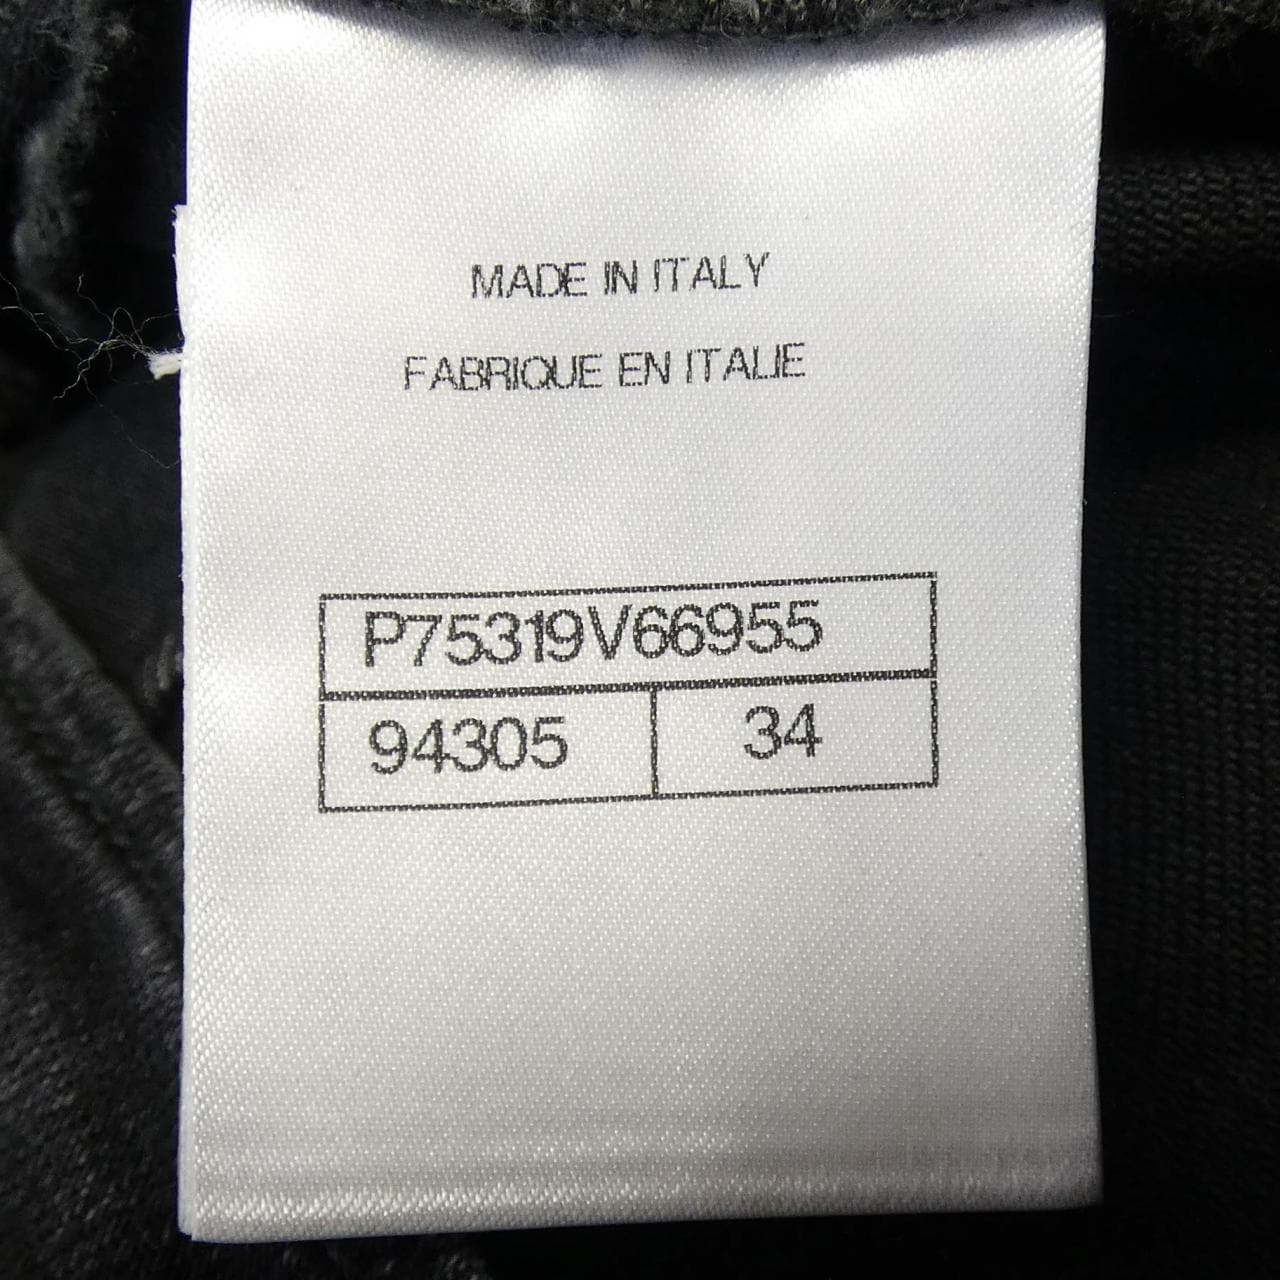 MADE IN ITALY
FABRIQUE EN ITALIE
P75319V66955
94305 34